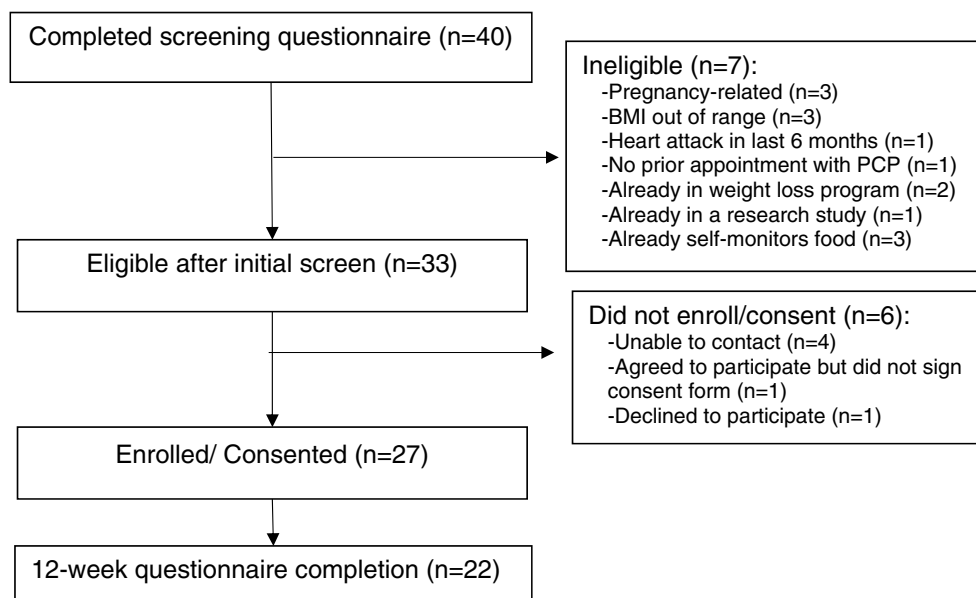 Completed screening questionnaire (n=40)
Ineligible (n=7):
-Pregnancy-related (n=3)
-BMI out of range (n=3)
-Heart attack in last 6 months (n=1)
-No prior appointment with PCP (n=1)
-Already in weight loss program (n=2)
-Already in a research study (n=1)
-Already self-monitors food (n=3)
Eligible after initial screen (n=33)
Did not enroll/consent (n=6):
-Unable to contact (n=4)
-Agreed to participate but did not sign
consent form (n=1)
-Declined to participate (n=1)
Enrolled/ Consented (n=27)
12-week questionnaire completion (n=22)